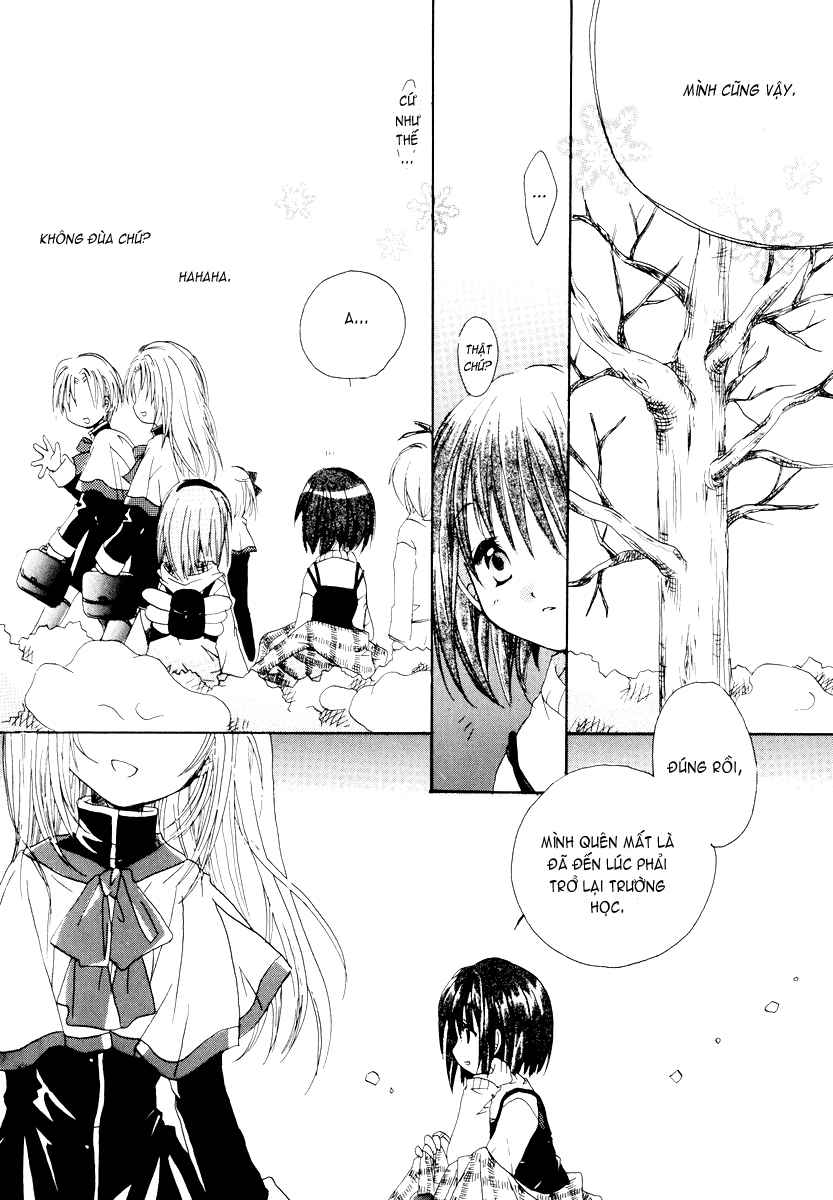 MÌNH CŨNG VẬY.
...
THẬT
CHỨ?
CỨ
NHƯ
THẾ
...
A...
KHÔNG ĐÙA CHỨ?
HAHAHA.
ĐÚNG RỒI,
MÌNH QUÊN MẤT LÀ
ĐÃ ĐẾN LÚC PHẢI
TRỞ LẠI TRƯỜNG
HỌC.